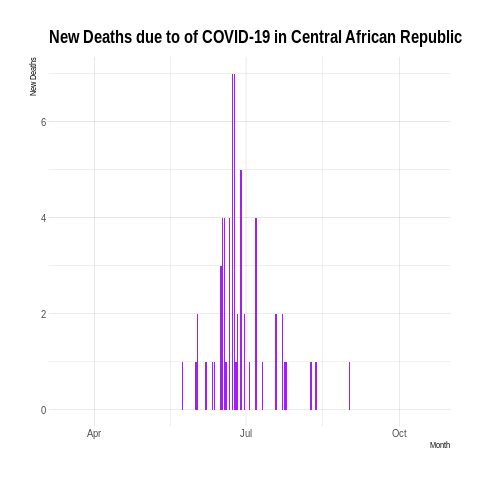 New Deaths due to of COVID-19 in Central African Republic
New Deaths
6
4
2
0
Apr
Jul
Oct
Month